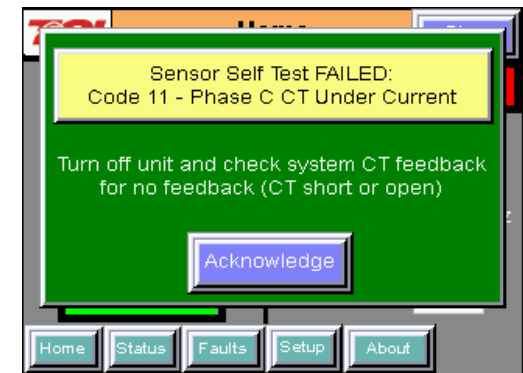 Sensor Self Test FAILED:
Code 11 - Phase C CT Under Current
Turn off unit and check system CT feedback
for no feedback (CT short or open)
Acknowledge
Home Status Faults Setup About